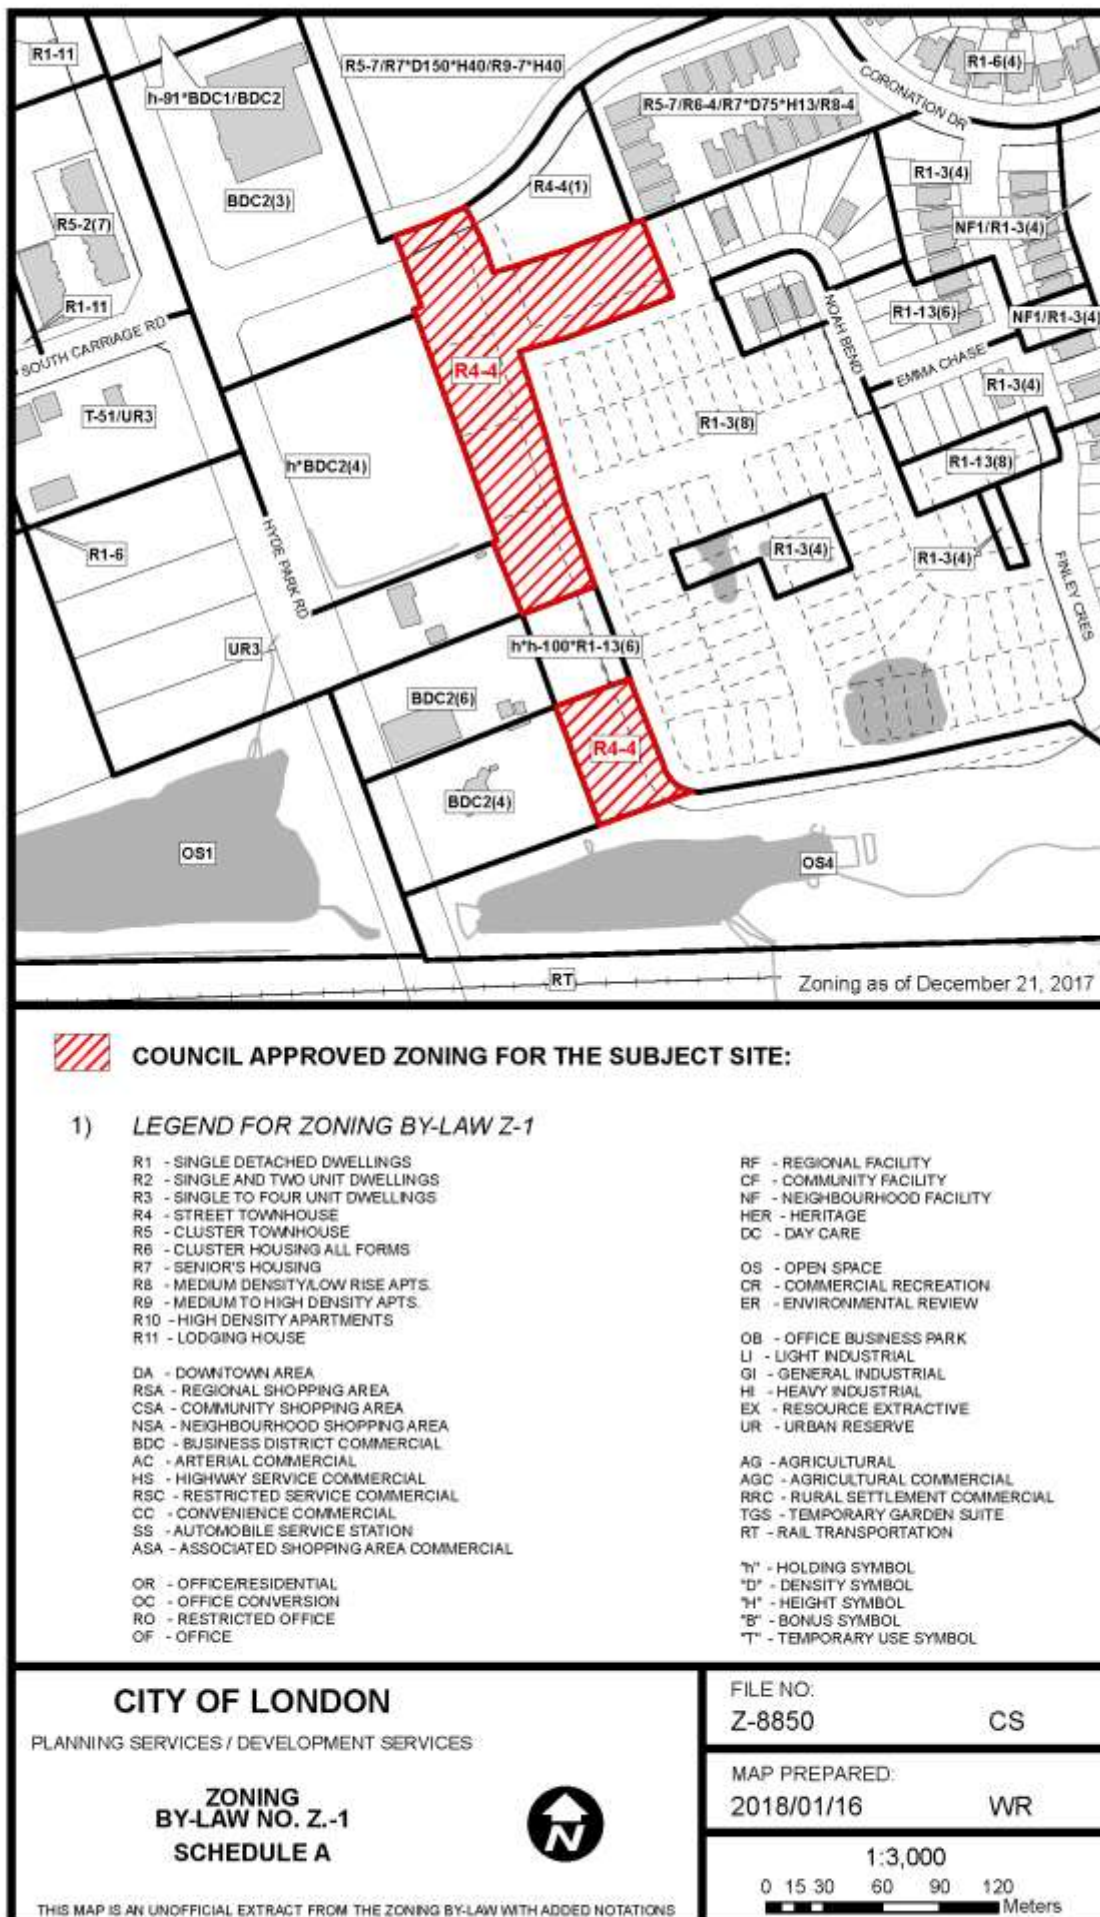 R1-11
h-91*BDC1/BDC2
R5-7/R7*D150*H40/R9-7*H40
R1-6(4)
CORONATION DR
R5-7/R6-4/R7*D75*H13/R8-4
R1-3(4)
R4-4(1)
BDC2(3)
R5-2(7)
NF1/R1-3(4)
R1-11
SOUTH CARRIAGE RD
R1-13(6)
NF1/R1-3(4)
NOAH BEND
EMMA CHASE
R4-4
R1-3(4)
T-51/UR3
R1-3(8)
h*BDC2(4)
R1-13(8)
R1-6
HYDE PARK RD
R1-3(4)
R1-3(4)
FINLEY CRES
UR3
h*h-100*R1-13(6)
BDC2(6)
R4-4
BDC2(4)
OS1
OS4
RT
Zoning as of December 21, 2017
COUNCIL APPROVED ZONING FOR THE SUBJECT SITE:
1) LEGEND FOR ZONING BY-LAW Z-1
R1 - SINGLE DETACHED DWELLINGS
R2 - SINGLE AND TWO UNIT DWELLINGS
R3 - SINGLE TO FOUR UNIT DWELLINGS
R4 - STREET TOWNHOUSE
R5 - CLUSTER TOWNHOUSE
R6 - CLUSTER HOUSING ALL FORMS
R7 - SENIOR'S HOUSING
R8 - MEDIUM DENSITY/LOW RISE APTS.
R9 - MEDIUM TO HIGH DENSITY APTS.
R10 - HIGH DENSITY APARTMENTS
R11 - LODGING HOUSE
DA - DOWNTOWN AREA
RSA - REGIONAL SHOPPING AREA
CSA - COMMUNITY SHOPPING AREA
NSA - NEIGHBOURHOOD SHOPPING AREA
BDC - BUSINESS DISTRICT COMMERCIAL
AC - ARTERIAL COMMERCIAL
HS - HIGHWAY SERVICE COMMERCIAL
RSC - RESTRICTED SERVICE COMMERCIAL
CC - CONVENIENCE COMMERCIAL
SS - AUTOMOBILE SERVICE STATION
ASA - ASSOCIATED SHOPPING AREA COMMERCIAL
OR - OFFICE/RESIDENTIAL
OC - OFFICE CONVERSION
RO - RESTRICTED OFFICE
OF - OFFICE
RF - REGIONAL FACILITY
CF - COMMUNITY FACILITY
NF - NEIGHBOURHOOD FACILITY
HER - HERITAGE
DC - DAY CARE
OS - OPEN SPACE
CR - COMMERCIAL RECREATION
ER - ENVIRONMENTAL REVIEW
OB - OFFICE BUSINESS PARK
LI - LIGHT INDUSTRIAL
GI - GENERAL INDUSTRIAL
HI - HEAVY INDUSTRIAL
EX - RESOURCE EXTRACTIVE
UR - URBAN RESERVE
AG - AGRICULTURAL
AGC - AGRICULTURAL COMMERCIAL
RRC - RURAL SETTLEMENT COMMERCIAL
TGS - TEMPORARY GARDEN SUITE
RT - RAIL TRANSPORTATION
"h" - HOLDING SYMBOL
"D" - DENSITY SYMBOL
"H" - HEIGHT SYMBOL
"B" - BONUS SYMBOL
"T" - TEMPORARY USE SYMBOL
CITY OF LONDON
PLANNING SERVICES / DEVELOPMENT SERVICES
ZONING
BY-LAW NO. Z.-1
SCHEDULE A
N
THIS MAP IS AN UNOFFICIAL EXTRACT FROM THE ZONING BY-LAW WITH ADDED NOTATIONS
FILE NO:
Z-8850 CS
MAP PREPARED:
2018/01/16 WR
1:3,000
0 15 30 60 90 120
Meters